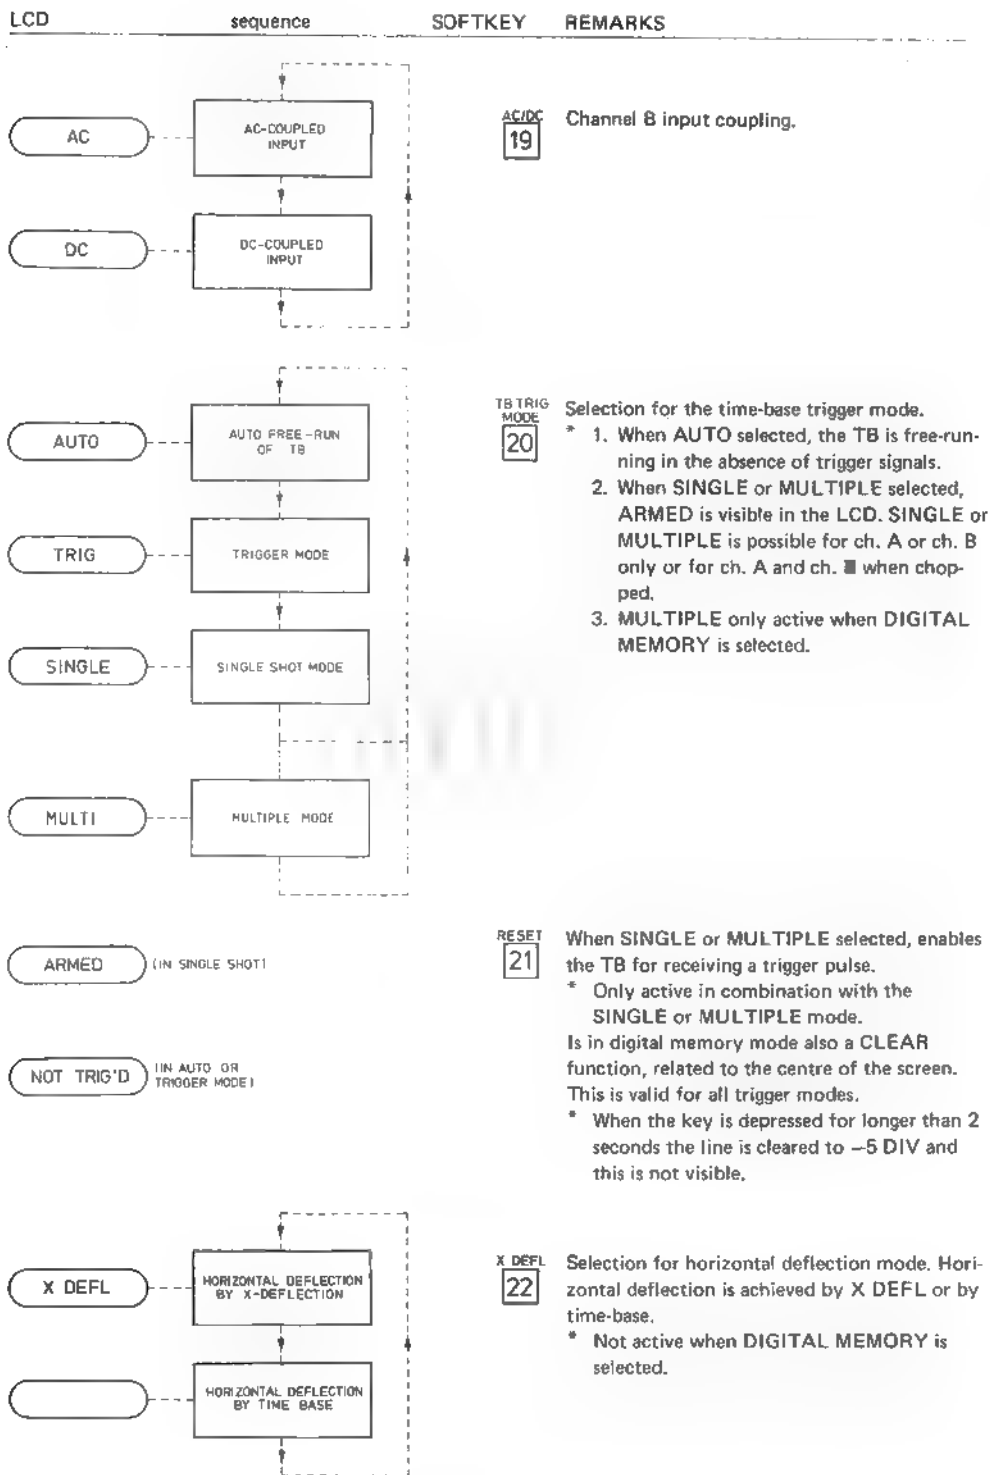 LCD sequence SOFTKEY REMARKS
AC
AC-COUPLED
INPUT
AC/DC
19
Channel B input coupling.
DC
DC-COUPLED
INPUT
AUTO
AUTO FREE-RUN
OF TB
TB TRIG
MODE
20
Selection for the time-base trigger mode.
* 1. When AUTO selected, the TB is free-run-
ning in the absence of trigger signals.
2. When SINGLE or MULTIPLE selected,
ARMED is visible in the LCD. SINGLE or
MULTIPLE is possible for ch. A or ch. B
only or for ch. A and ch. when chop-
ped.
3. MULTIPLE only active when DIGITAL
MEMORY is selected.
TRIG
TRIGGER MODE
SINGLE
SINGLE SHOT MODE
MULTI
MULTIPLE MODE
ARMED
(IN SINGLE SHOT)
RESET
21
When SINGLE or MULTIPLE selected, enables
the TB for receiving a trigger pulse.
* Only active in combination with the
SINGLE or MULTIPLE mode.
Is in digital memory mode also a CLEAR
function, related to the centre of the screen.
This is valid for all trigger modes.
* When the key is depressed for longer than 2
seconds the line is cleared to −5 DIV and
this is not visible.
NOT TRIG'D
(IN AUTO OR
TRIGGER MODE)
X DEFL
HORIZONTAL DEFLECTION
BY X-DEFLECTION
X DEFL
22
Selection for horizontal deflection mode. Hori-
zontal deflection is achieved by X DEFL or by
time-base.
* Not active when DIGITAL MEMORY is
selected.
HORIZONTAL DEFLECTION
BY TIME BASE